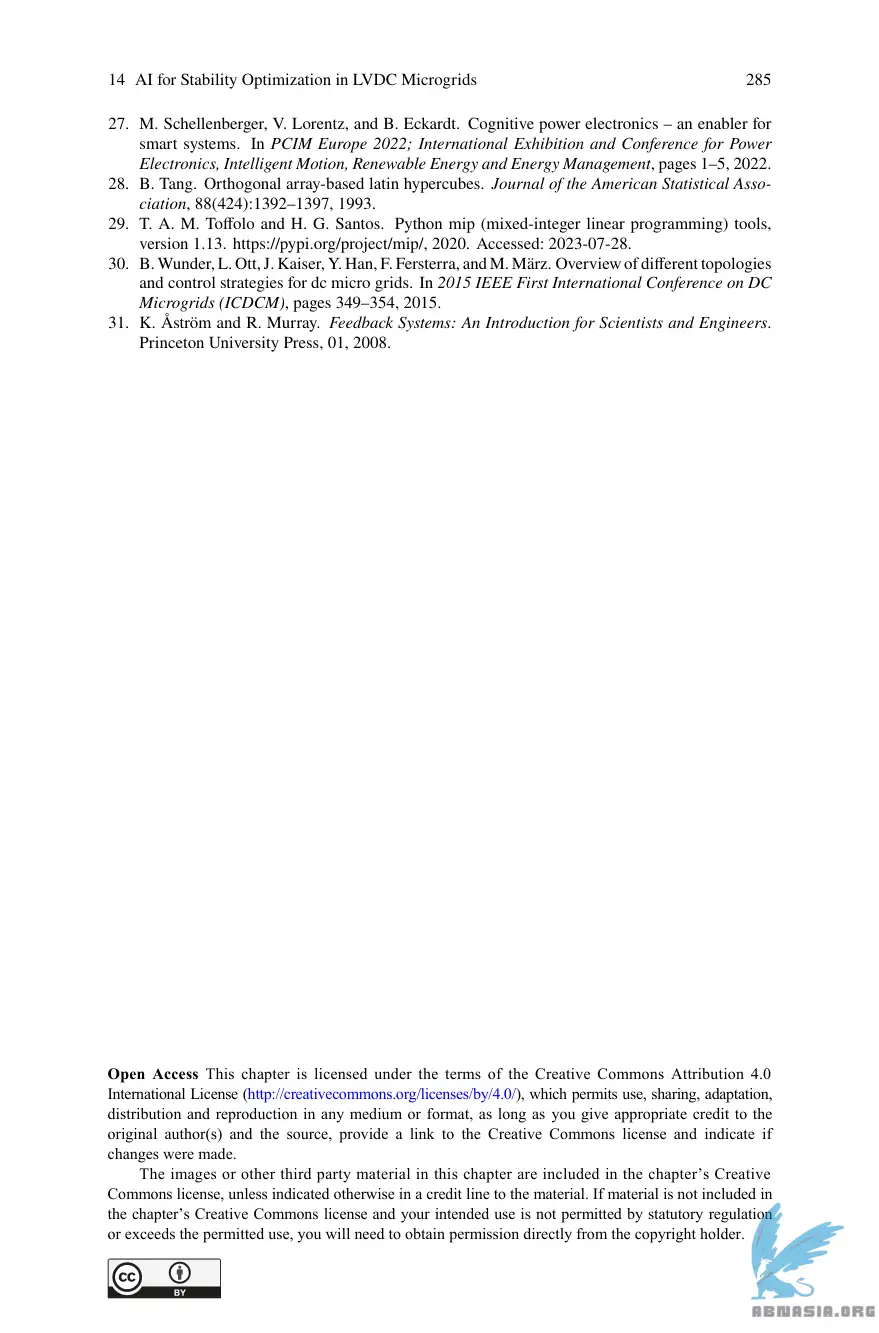 14 AI for Stability Optimization in LVDC Microgrids 285
27. M. Schellenberger, V. Lorentz, and B. Eckardt. Cognitive power electronics – an enabler for
smart systems. In PCIM Europe 2022; International Exhibition and Conference for Power
Electronics, Intelligent Motion, Renewable Energy and Energy Management, pages 1–5, 2022.
28. B. Tang. Orthogonal array-based latin hypercubes. Journal of the American Statistical Asso-
ciation, 88(424):1392–1397, 1993.
29. T. A. M. Toffolo and H. G. Santos. Python mip (mixed-integer linear programming) tools,
version 1.13. https://pypi.org/project/mip/, 2020. Accessed: 2023-07-28.
30. B. Wunder, L. Ott, J. Kaiser, Y. Han, F. Fersterra, and M. März. Overview of different topologies
and control strategies for dc micro grids. In 2015 IEEE First International Conference on DC
Microgrids (ICDCM), pages 349–354, 2015.
31. K. Åström and R. Murray. Feedback Systems: An Introduction for Scientists and Engineers.
Princeton University Press, 01, 2008.
Open Access This chapter is licensed under the terms of the Creative Commons Attribution 4.0
International License (http://creativecommons.org/licenses/by/4.0/), which permits use, sharing, adaptation,
distribution and reproduction in any medium or format, as long as you give appropriate credit to the
original author(s) and the source, provide a link to the Creative Commons license and indicate if
changes were made.
The images or other third party material in this chapter are included in the chapter's Creative
Commons license, unless indicated otherwise in a credit line to the material. If material is not included in
the chapter's Creative Commons license and your intended use is not permitted by statutory regulation
or exceeds the permitted use, you will need to obtain permission directly from the copyright holder.
cc
BY
ABNASIA.ORG